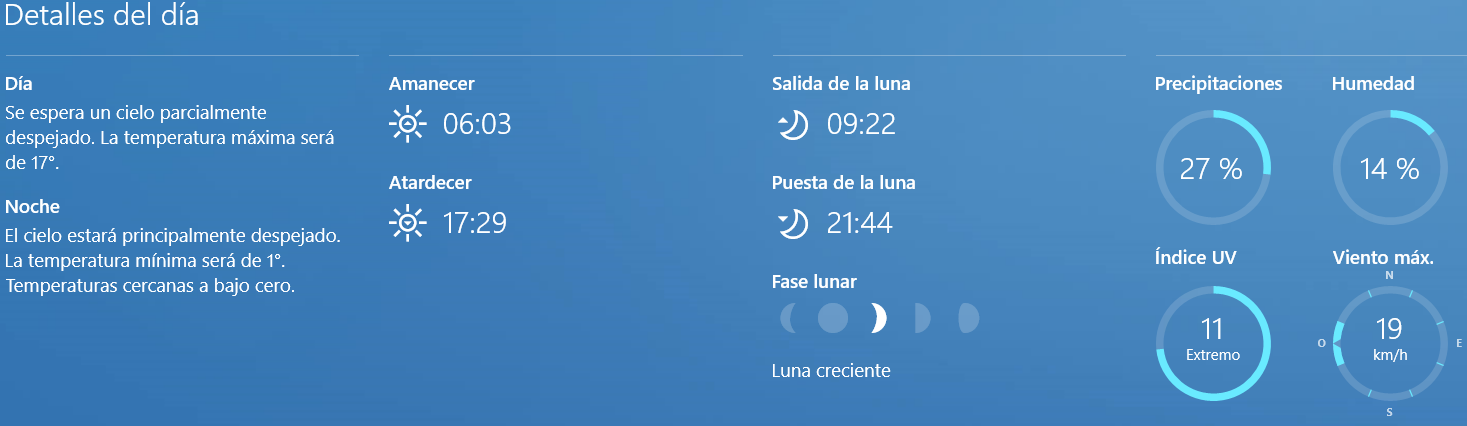 Detalles del día
Día
Se espera un cielo parcialmente
despejado. La temperatura máxima será
de 17°.
Noche
El cielo estará principalmente despejado.
La temperatura mínima será de 1°.
Temperaturas cercanas a bajo cero.
Amanecer
06:03
Atardecer
17:29
Salida de la luna
09:22
Puesta de la luna
21:44
Fase lunar
Luna creciente
Precipitaciones
27 %
Humedad
14 %
Índice UV
11
Extremo
Viento máx.
N
19
km/h
O
E
S